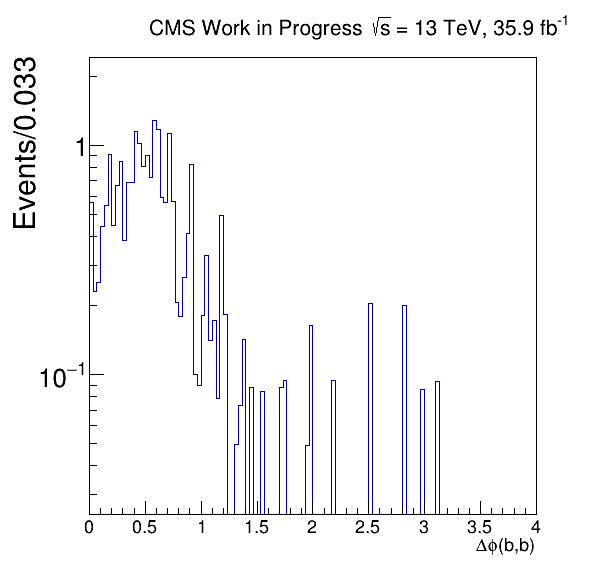 CMS Work in Progress √s = 13 TeV, 35.9 fb⁻¹
Events/0.033
1
10⁻¹
0 0.5 1 1.5 2 2.5 3 3.5 4
Δϕ(b,b)